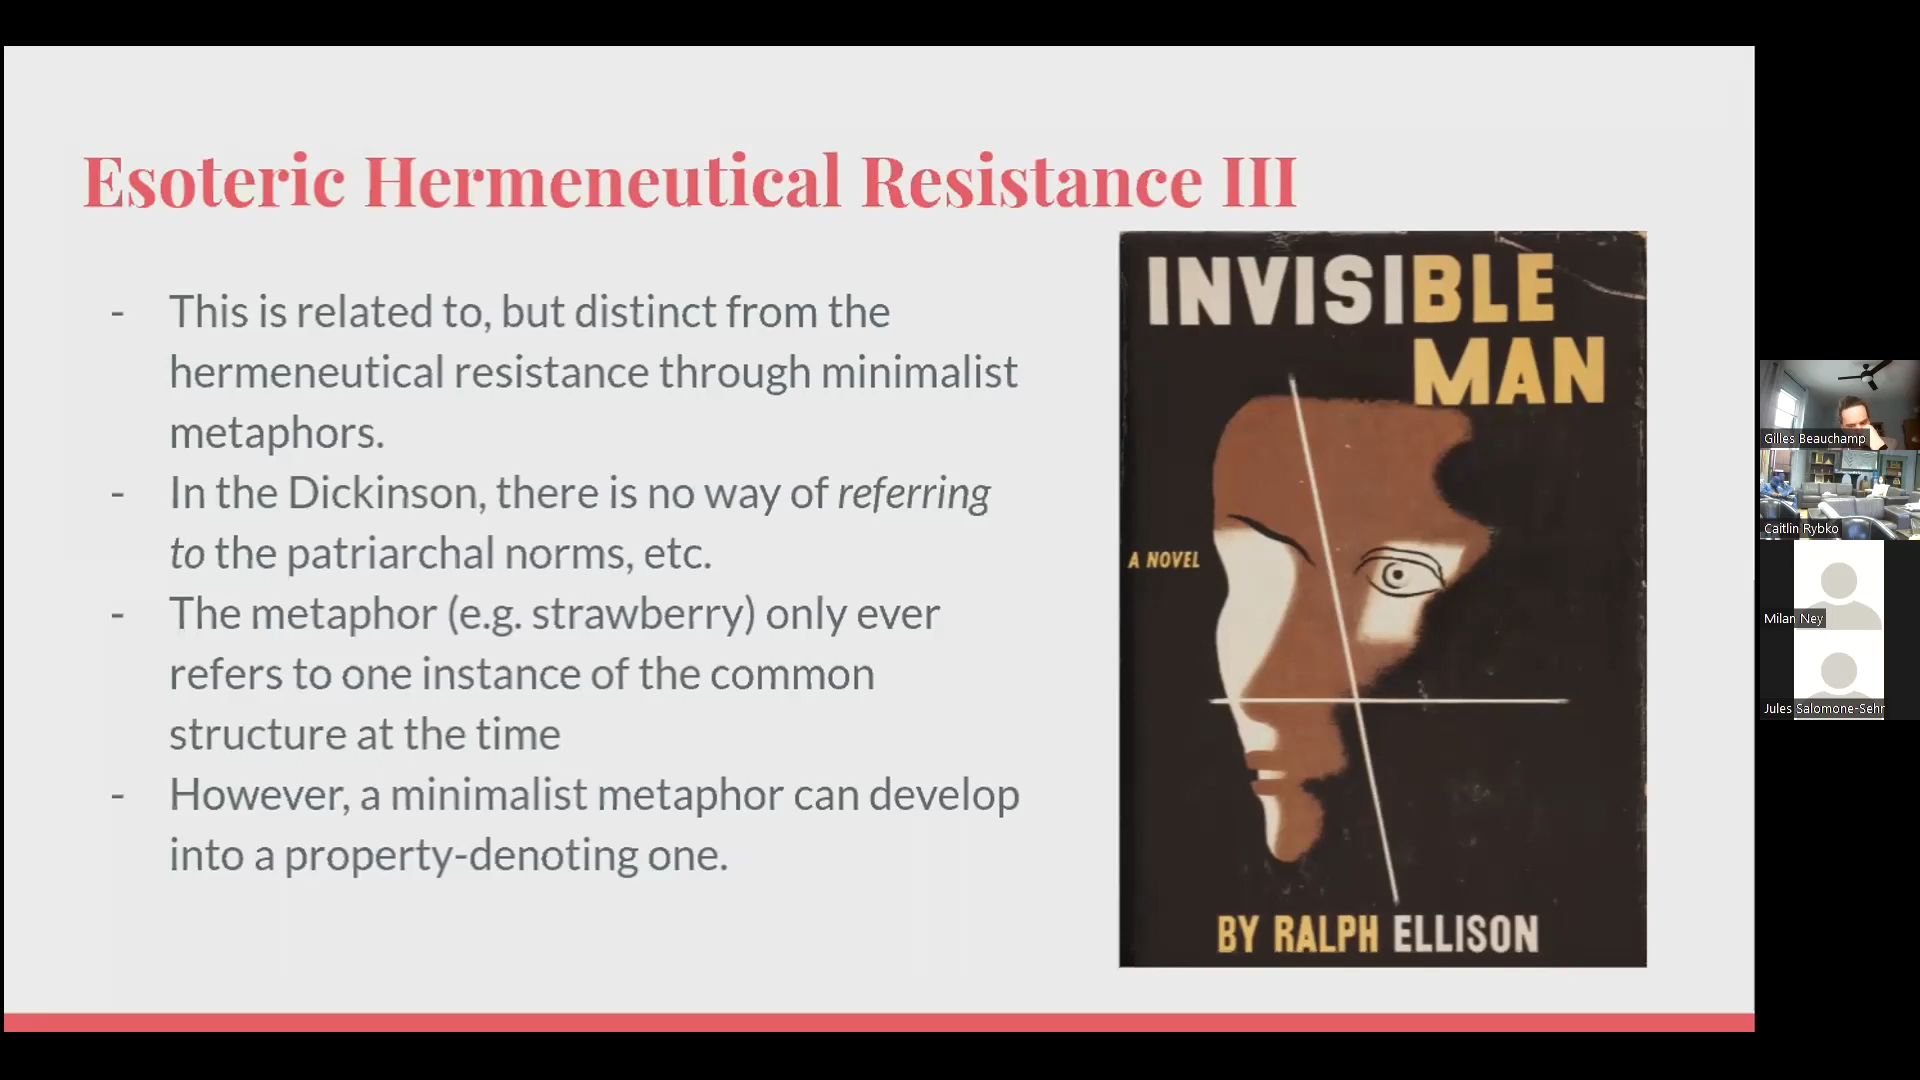 Esoteric Hermeneutical Resistance III
- This is related to, but distinct from the
hermeneutical resistance through minimalist
metaphors.
- In the Dickinson, there is no way of referring
to the patriarchal norms, etc.
- The metaphor (e.g. strawberry) only ever
refers to one instance of the common
structure at the time
- However, a minimalist metaphor can develop
into a property-denoting one.
INVISIBLE
MAN
A NOVEL
BY RALPH ELLISON
Gilles Beauchamp
Caitlin Rybko
Milan Ney
Jules Salomone-Sehr